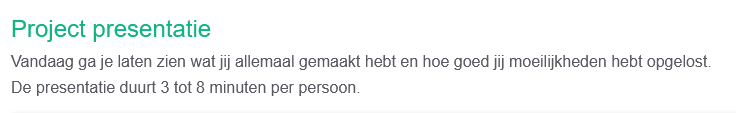 Project presentatie
Vandaag ga je laten zien wat jij allemaal gemaakt hebt en hoe goed jij moeilijkheden hebt opgelost.
De presentatie duurt 3 tot 8 minuten per persoon.